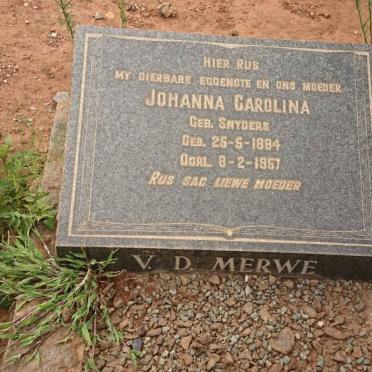 HIER RUS
MY DIERBARE EGGENOTE EN ONS MOEDER
JOHANNA CAROLINA
GEB. SNYDERS
GEB. 25-5-1884
OORL. 8-2-1957
RUS SAG LIEWE MOEDER
V. D. MERWE